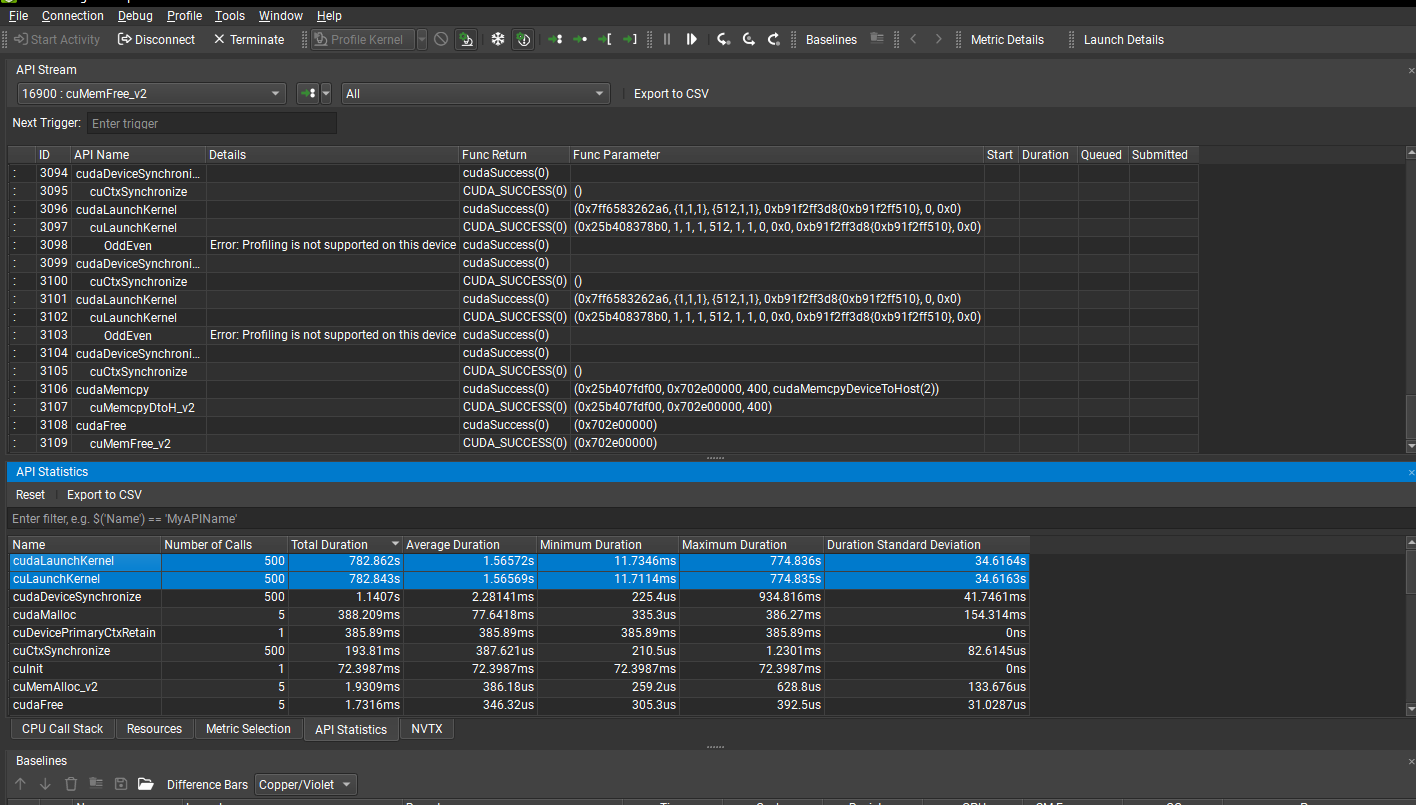 File Connection Debug Profile Tools Window Help
Start Activity Disconnect Terminate Profile Kernel Baselines Metric Details Launch Details
API Stream
16900 : cuMemFree_v2 All Export to CSV
Next Trigger: Enter trigger
ID API Name Details Func Return Func Parameter Start Duration Queued Submitted
: 3094 cudaDeviceSynchroni... cudaSuccess(0)
: 3095 cuCtxSynchronize CUDA_SUCCESS(0) ()
: 3096 cudaLaunchKernel cudaSuccess(0) (0x7ff6583262a6, {1,1,1}, {512,1,1}, 0xb91f2ff3d8{0xb91f2ff510}, 0, 0x0)
: 3097 cuLaunchKernel CUDA_SUCCESS(0) (0x25b408378b0, 1, 1, 1, 512, 1, 1, 0, 0x0, 0xb91f2ff3d8{0xb91f2ff510}, 0x0)
: 3098 OddEven Error: Profiling is not supported on this device cudaSuccess(0)
: 3099 cudaDeviceSynchroni... cudaSuccess(0)
: 3100 cuCtxSynchronize CUDA_SUCCESS(0) ()
: 3101 cudaLaunchKernel cudaSuccess(0) (0x7ff6583262a6, {1,1,1}, {512,1,1}, 0xb91f2ff3d8{0xb91f2ff510}, 0, 0x0)
: 3102 cuLaunchKernel CUDA_SUCCESS(0) (0x25b408378b0, 1, 1, 1, 512, 1, 1, 0, 0x0, 0xb91f2ff3d8{0xb91f2ff510}, 0x0)
: 3103 OddEven Error: Profiling is not supported on this device cudaSuccess(0)
: 3104 cudaDeviceSynchroni... cudaSuccess(0)
: 3105 cuCtxSynchronize CUDA_SUCCESS(0) ()
: 3106 cudaMemcpy cudaSuccess(0) (0x25b407fdf00, 0x702e00000, 400, cudaMemcpyDeviceToHost(2))
: 3107 cuMemcpyDtoH_v2 CUDA_SUCCESS(0) (0x25b407fdf00, 0x702e00000, 400)
: 3108 cudaFree cudaSuccess(0) (0x702e00000)
: 3109 cuMemFree_v2 CUDA_SUCCESS(0) (0x702e00000)
API Statistics
Reset Export to CSV
Enter filter, e.g. $('Name') == 'MyAPIName'
Name Number of Calls Total Duration Average Duration Minimum Duration Maximum Duration Duration Standard Deviation
cudaLaunchKernel 500 782.862s 1.56572s 11.7346ms 774.836s 34.6164s
cuLaunchKernel 500 782.843s 1.56569s 11.7114ms 774.835s 34.6163s
cudaDeviceSynchronize 500 1.1407s 2.28141ms 225.4us 934.816ms 41.7461ms
cudaMalloc 5 388.209ms 77.6418ms 335.3us 386.27ms 154.314ms
cuDevicePrimaryCtxRetain 1 385.89ms 385.89ms 385.89ms 385.89ms 0ns
cuCtxSynchronize 500 193.81ms 387.621us 210.5us 1.2301ms 82.6145us
cuInit 1 72.3987ms 72.3987ms 72.3987ms 72.3987ms 0ns
cuMemAlloc_v2 5 1.9309ms 386.18us 259.2us 628.8us 133.676us
cudaFree 5 1.7316ms 346.32us 305.3us 392.5us 31.0287us
CPU Call Stack Resources Metric Selection API Statistics NVTX
Baselines
Difference Bars Copper/Violet